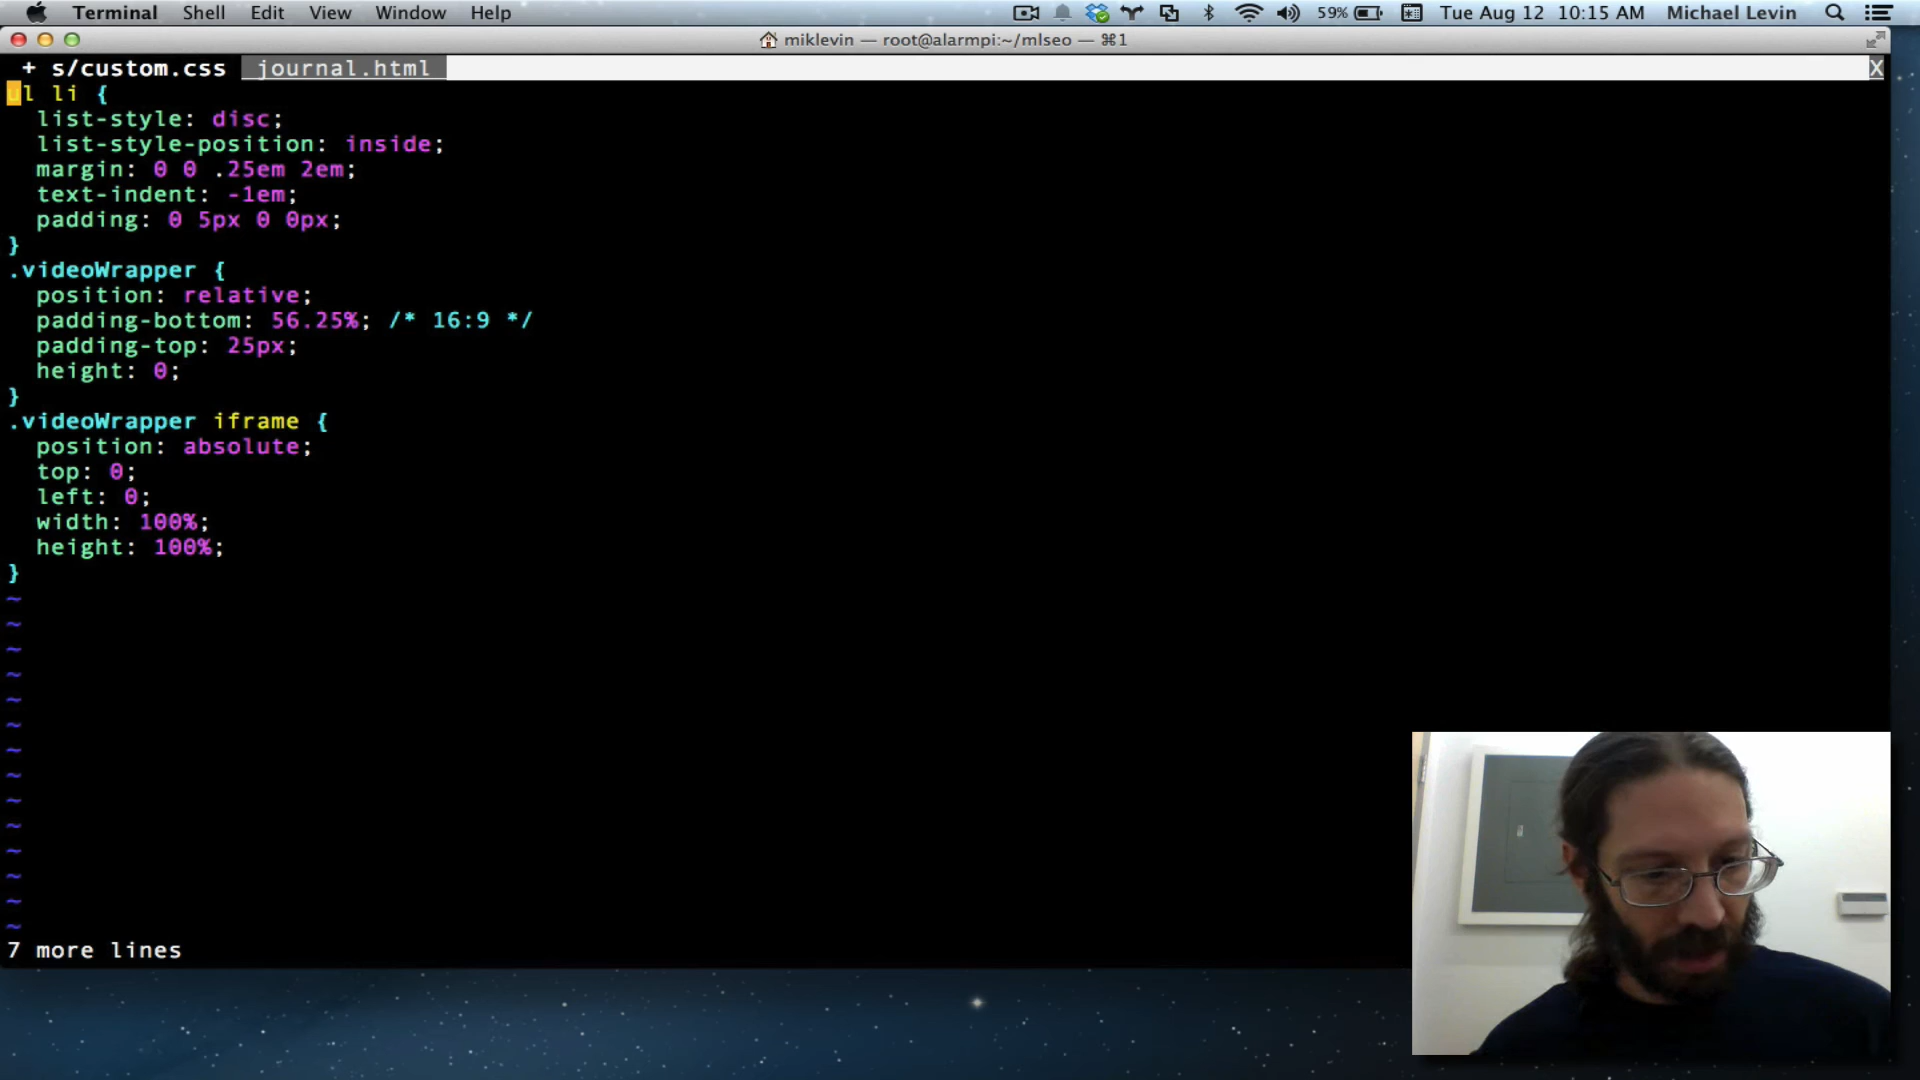 Terminal Shell Edit View Window Help 59% Tue Aug 12 10:15 AM Michael Levin
miklevin — root@alarmpi:~/mlseo — ⌘1
+ s/custom.css journal.html X
ul li {
list-style: disc;
list-style-position: inside;
margin: 0 0 .25em 2em;
text-indent: -1em;
padding: 0 5px 0 0px;
}
.videoWrapper {
position: relative;
padding-bottom: 56.25%; /* 16:9 */
padding-top: 25px;
height: 0;
}
.videoWrapper iframe {
position: absolute;
top: 0;
left: 0;
width: 100%;
height: 100%;
}
~
~
~
~
~
~
~
~
~
~
~
~
~
~
7 more lines